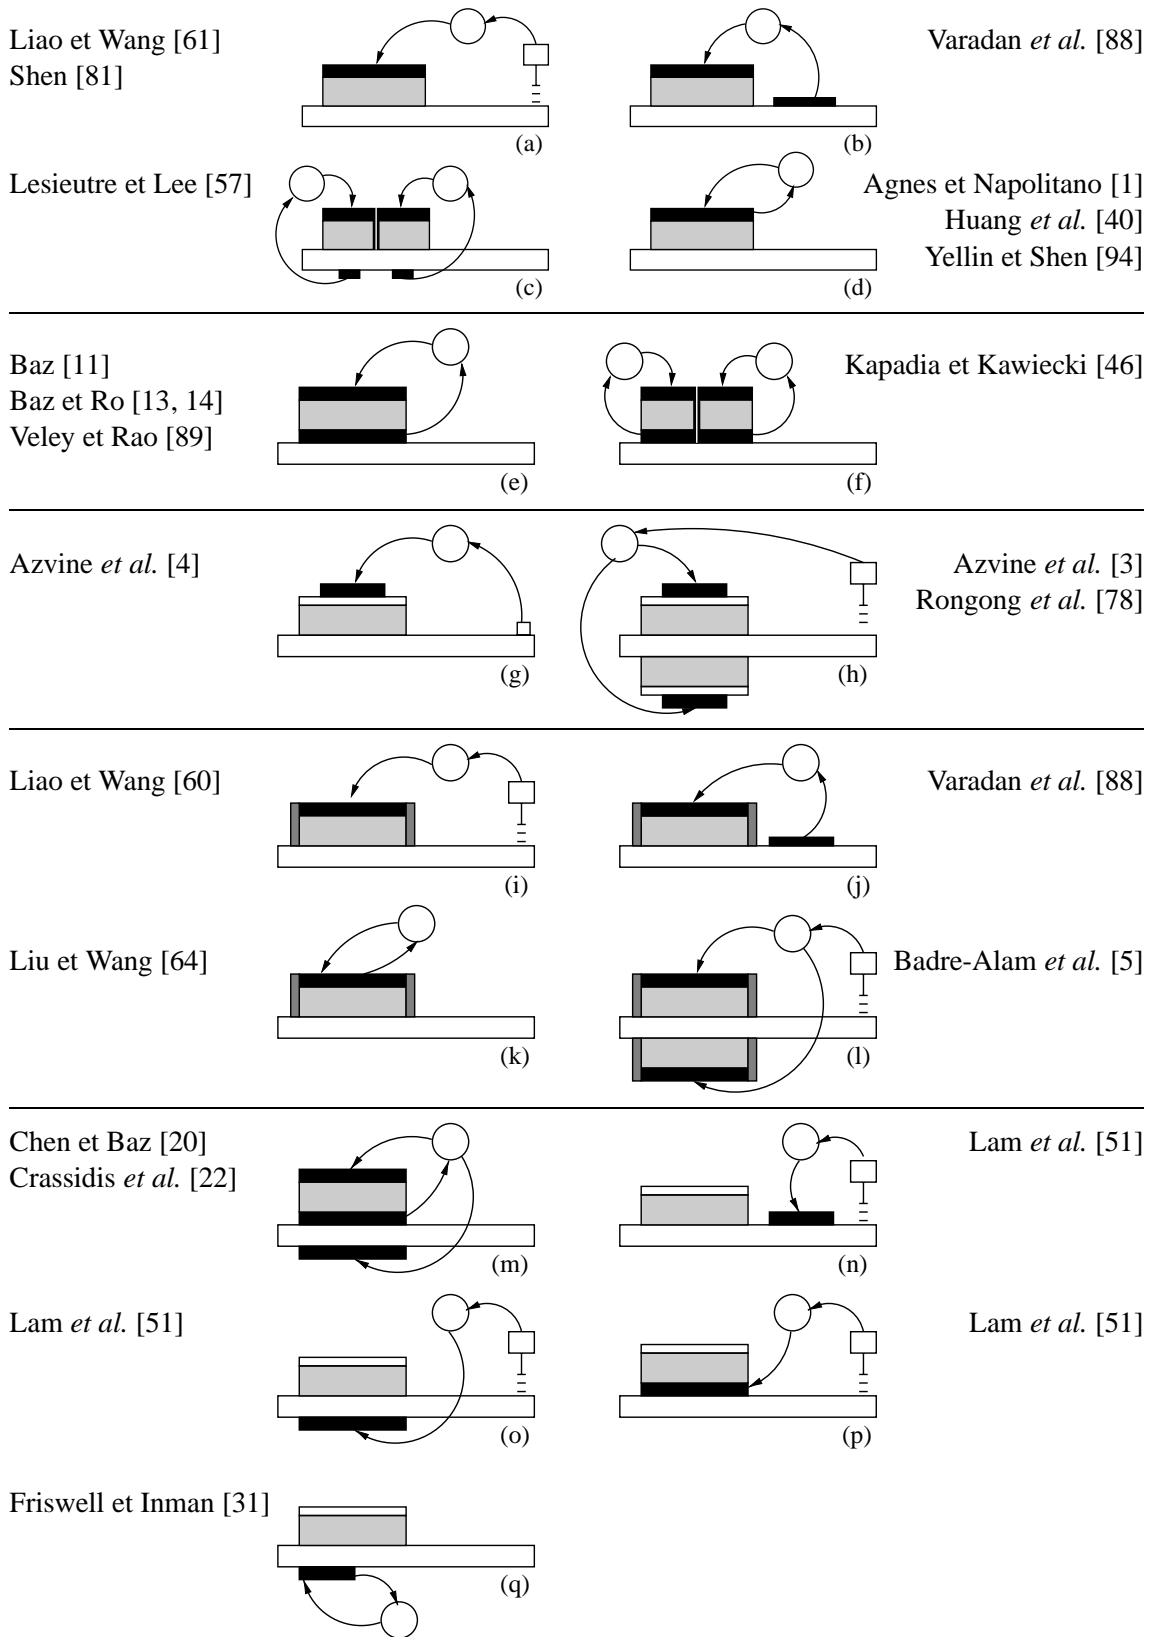 Liao et Wang [61]
Shen [81]
(a)
Varadan et al. [88]
(b)
Lesieutre et Lee [57]
(c)
Agnes et Napolitano [1]
Huang et al. [40]
Yellin et Shen [94]
(d)
Baz [11]
Baz et Ro [13, 14]
Veley et Rao [89]
(e)
Kapadia et Kawiecki [46]
(f)
Azvine et al. [4]
(g)
Azvine et al. [3]
Rongong et al. [78]
(h)
Liao et Wang [60]
(i)
Varadan et al. [88]
(j)
Liu et Wang [64]
(k)
Badre-Alam et al. [5]
(l)
Chen et Baz [20]
Crassidis et al. [22]
(m)
Lam et al. [51]
(n)
Lam et al. [51]
(o)
Lam et al. [51]
(p)
Friswell et Inman [31]
(q)